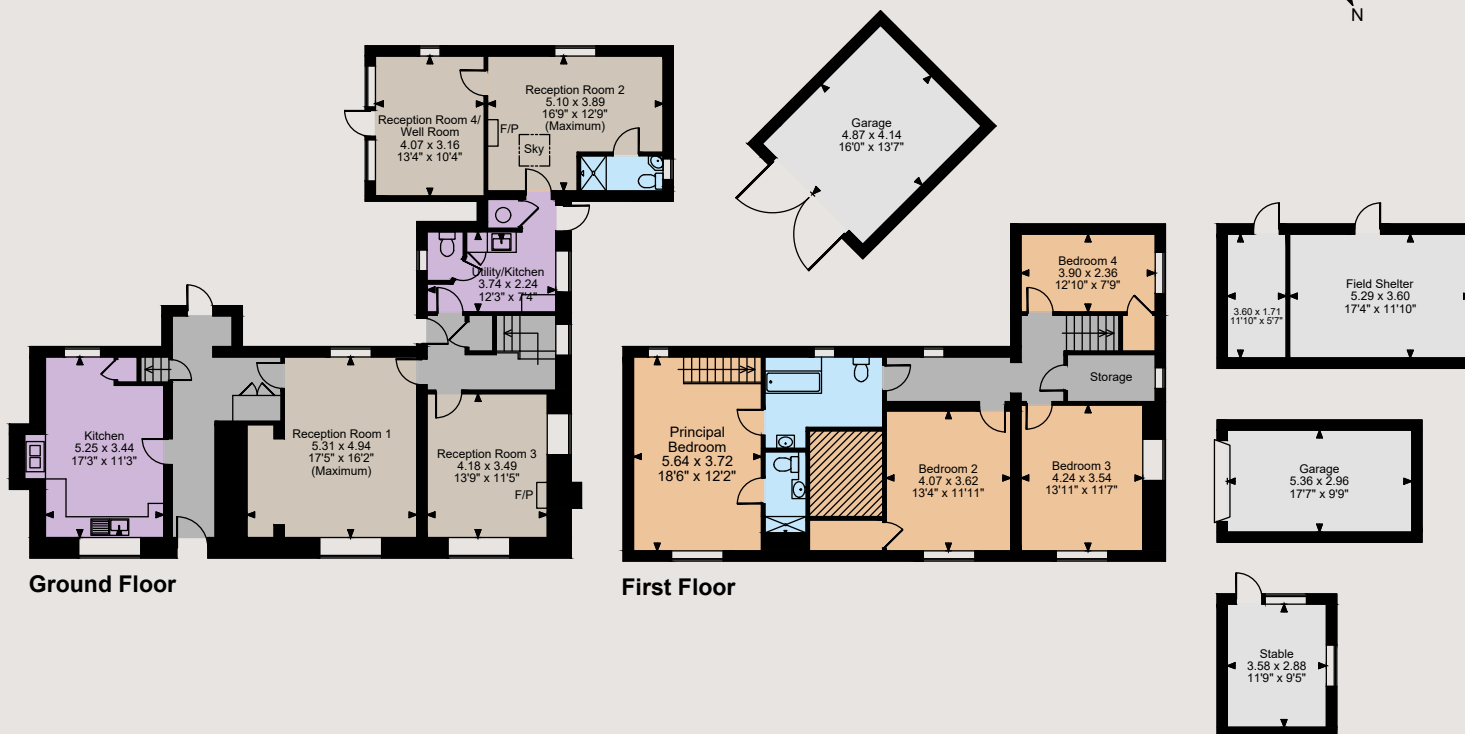 N
Reception Room 4/
Well Room
4.07 x 3.16
13'4" x 10'4"
Reception Room 2
5.10 x 3.89
16'9" x 12'9"
(Maximum)
F/P
Sky
Utility/Kitchen
3.74 x 2.24
12'3" x 7'4"
Kitchen
5.25 x 3.44
17'3" x 11'3"
Reception Room 1
5.31 x 4.94
17'5" x 16'2"
(Maximum)
Reception Room 3
4.18 x 3.49
13'9" x 11'5"
F/P
Ground Floor
Garage
4.87 x 4.14
16'0" x 13'7"
Bedroom 4
3.90 x 2.36
12'10" x 7'9"
Storage
Principal
Bedroom
5.64 x 3.72
18'6" x 12'2"
Bedroom 2
4.07 x 3.62
13'4" x 11'11"
Bedroom 3
4.24 x 3.54
13'11" x 11'7"
First Floor
3.60 x 1.71
11'10" x 5'7"
Field Shelter
5.29 x 3.60
17'4" x 11'10"
Garage
5.36 x 2.96
17'7" x 9'9"
Stable
3.58 x 2.88
11'9" x 9'5"